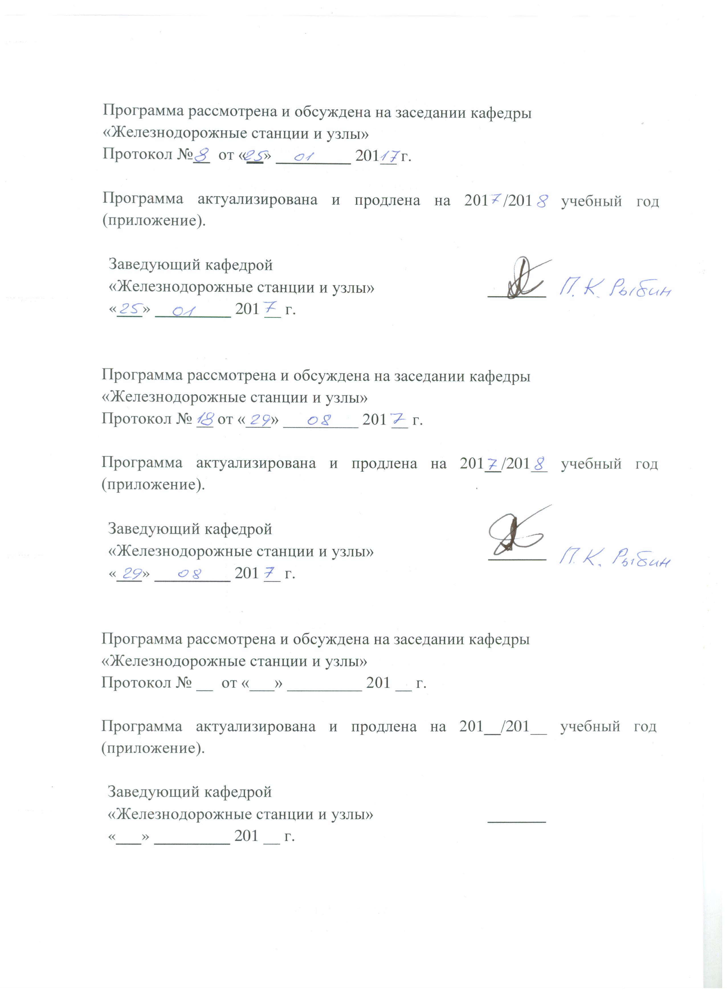 Программа рассмотрена и обсуждена на заседании кафедры
«Железнодорожные станции и узлы»
Протокол № 8 от «25» 01 20117 г.
Программа актуализирована и продлена на 2017/2018 учебный год
(приложение).
Заведующий кафедрой
«Железнодорожные станции и узлы» П.К. Рыбин
«25» 01 2017 г.
Программа рассмотрена и обсуждена на заседании кафедры
«Железнодорожные станции и узлы»
Протокол № 18 от «29» 08 2017 г.
Программа актуализирована и продлена на 2017/2018 учебный год
(приложение).
Заведующий кафедрой
«Железнодорожные станции и узлы» П.К. Рыбин
«29» 08 2017 г.
Программа рассмотрена и обсуждена на заседании кафедры
«Железнодорожные станции и узлы»
Протокол № __ от «___» _________ 201 __ г.
Программа актуализирована и продлена на 201__/201__ учебный год
(приложение).
Заведующий кафедрой
«Железнодорожные станции и узлы» _______
«___» _________ 201 __ г.